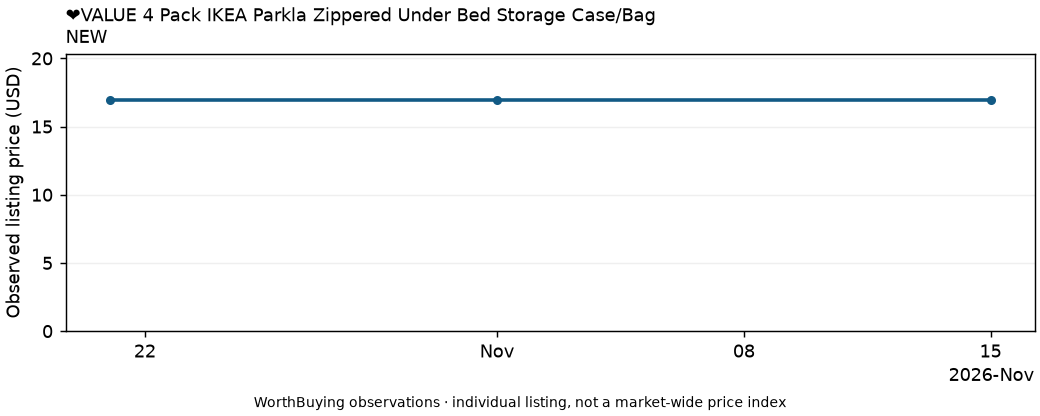 ❤VALUE 4 Pack IKEA Parkla Zippered Under Bed Storage Case/Bag
NEW
Observed listing price (USD)
20
15
10
5
0
22
Nov
08
15
2026-Nov
WorthBuying observations · individual listing, not a market-wide price index